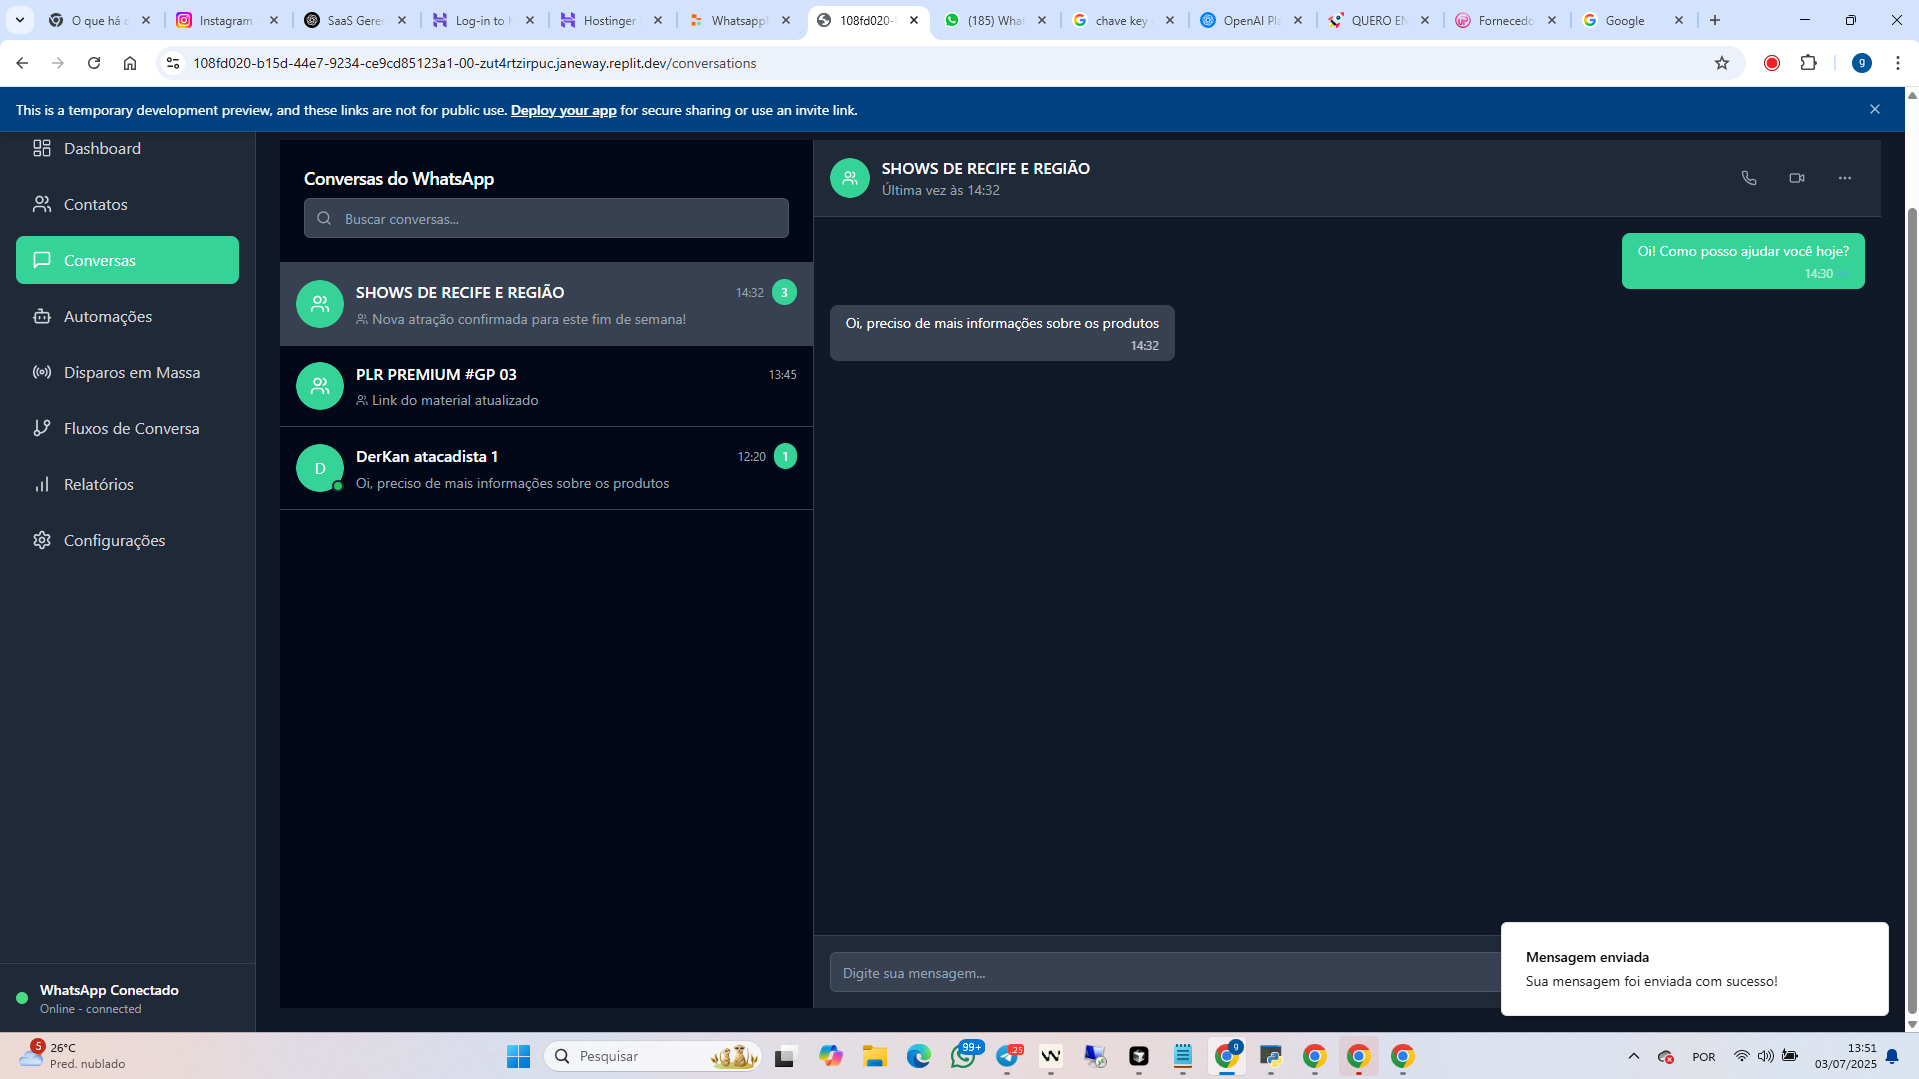 O que há d
Instagram
SaaS Geren
Log-in to H
Hostinger
Whatsappi
108fd020-b
(185) What
chave key
OpenAI Pla
QUERO EN
Fornecedo
Google
108fd020-b15d-44e7-9234-ce9cd85123a1-00-zut4rtzirpuc.janeway.replit.dev/conversations
g
This is a temporary development preview, and these links are not for public use. Deploy your app for secure sharing or use an invite link.
Dashboard
Contatos
Conversas
Automações
Disparos em Massa
Fluxos de Conversa
Relatórios
Configurações
WhatsApp Conectado
Online - connected
Conversas do WhatsApp
Buscar conversas...
SHOWS DE RECIFE E REGIÃO
14:32
3
Nova atração confirmada para este fim de semana!
PLR PREMIUM #GP 03
13:45
Link do material atualizado
D
DerKan atacadista 1
12:20
1
Oi, preciso de mais informações sobre os produtos
SHOWS DE RECIFE E REGIÃO
Última vez às 14:32
Oi! Como posso ajudar você hoje?
14:30
Oi, preciso de mais informações sobre os produtos
14:32
Digite sua mensagem...
Mensagem enviada
Sua mensagem foi enviada com sucesso!
5
26°C
Pred. nublado
Pesquisar
99+
25
9
POR
13:51
03/07/2025